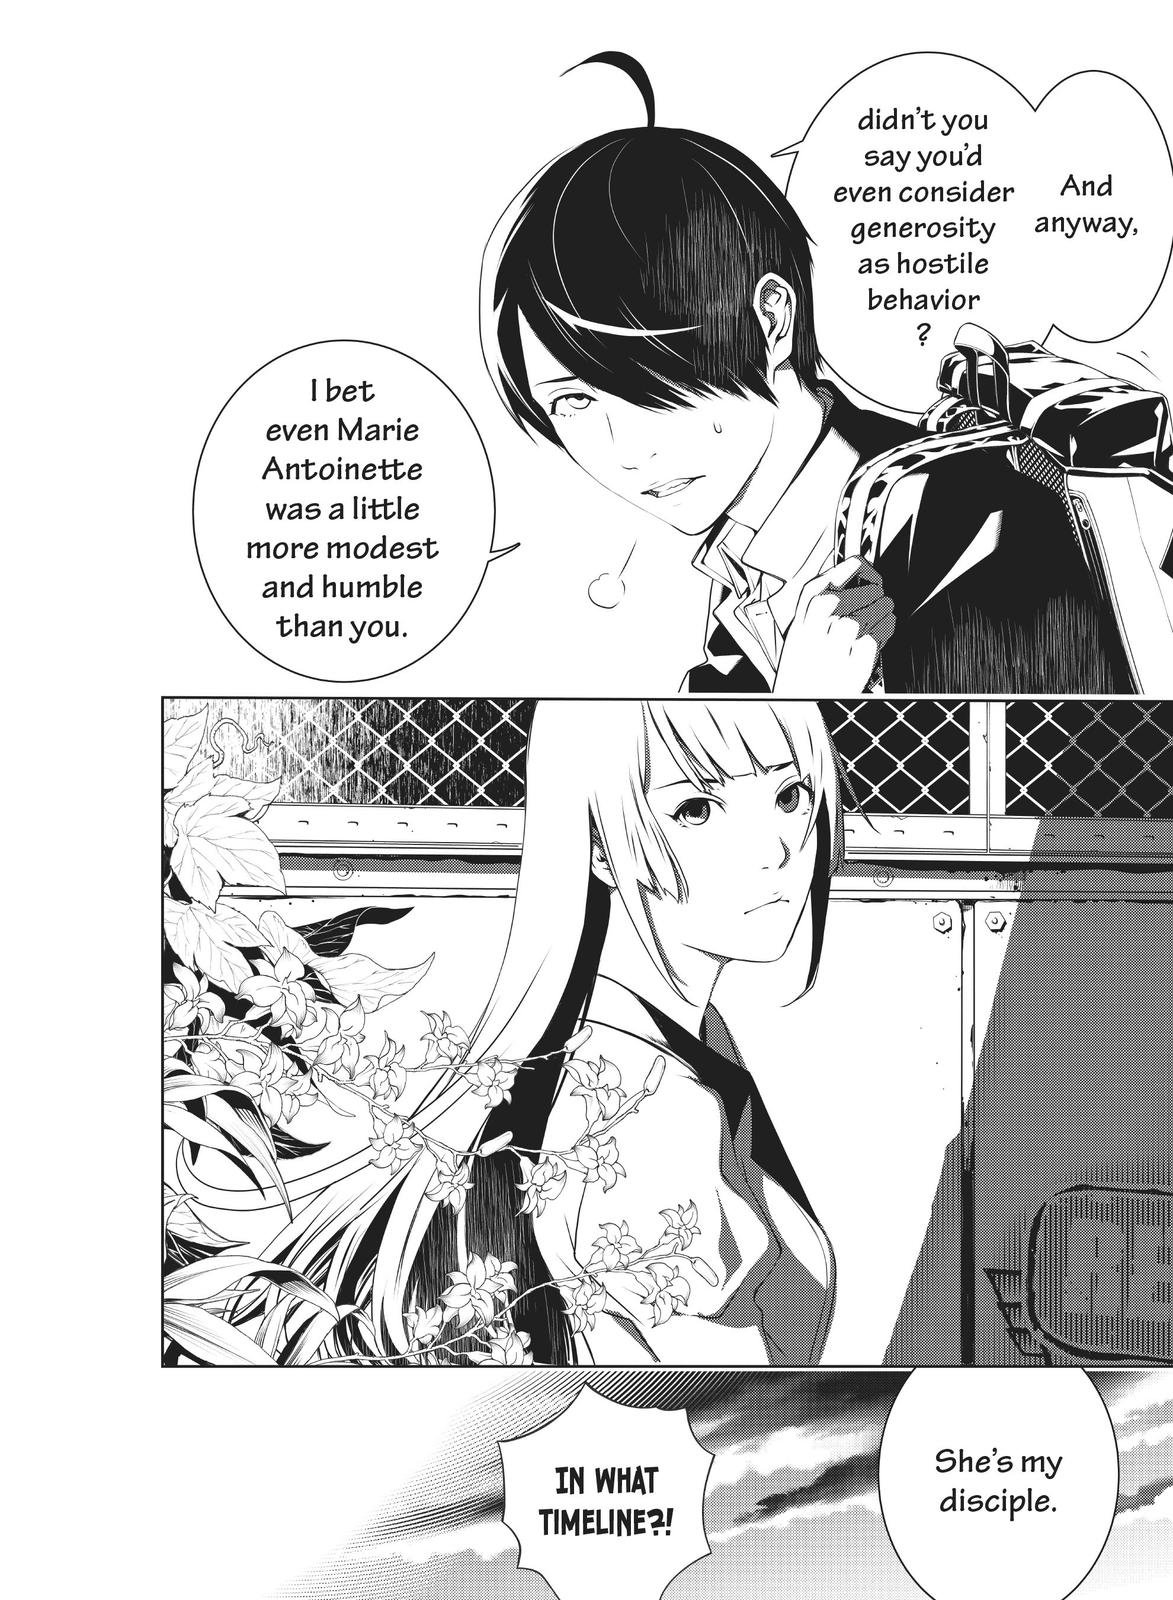 And
anyway,
didn't you
say you'd
even consider
generosity
as hostile
behavior
?
I bet
even Marie
Antoinette
was a little
more modest
and humble
than you.
She's my
disciple.
IN WHAT
TIMELINE?!